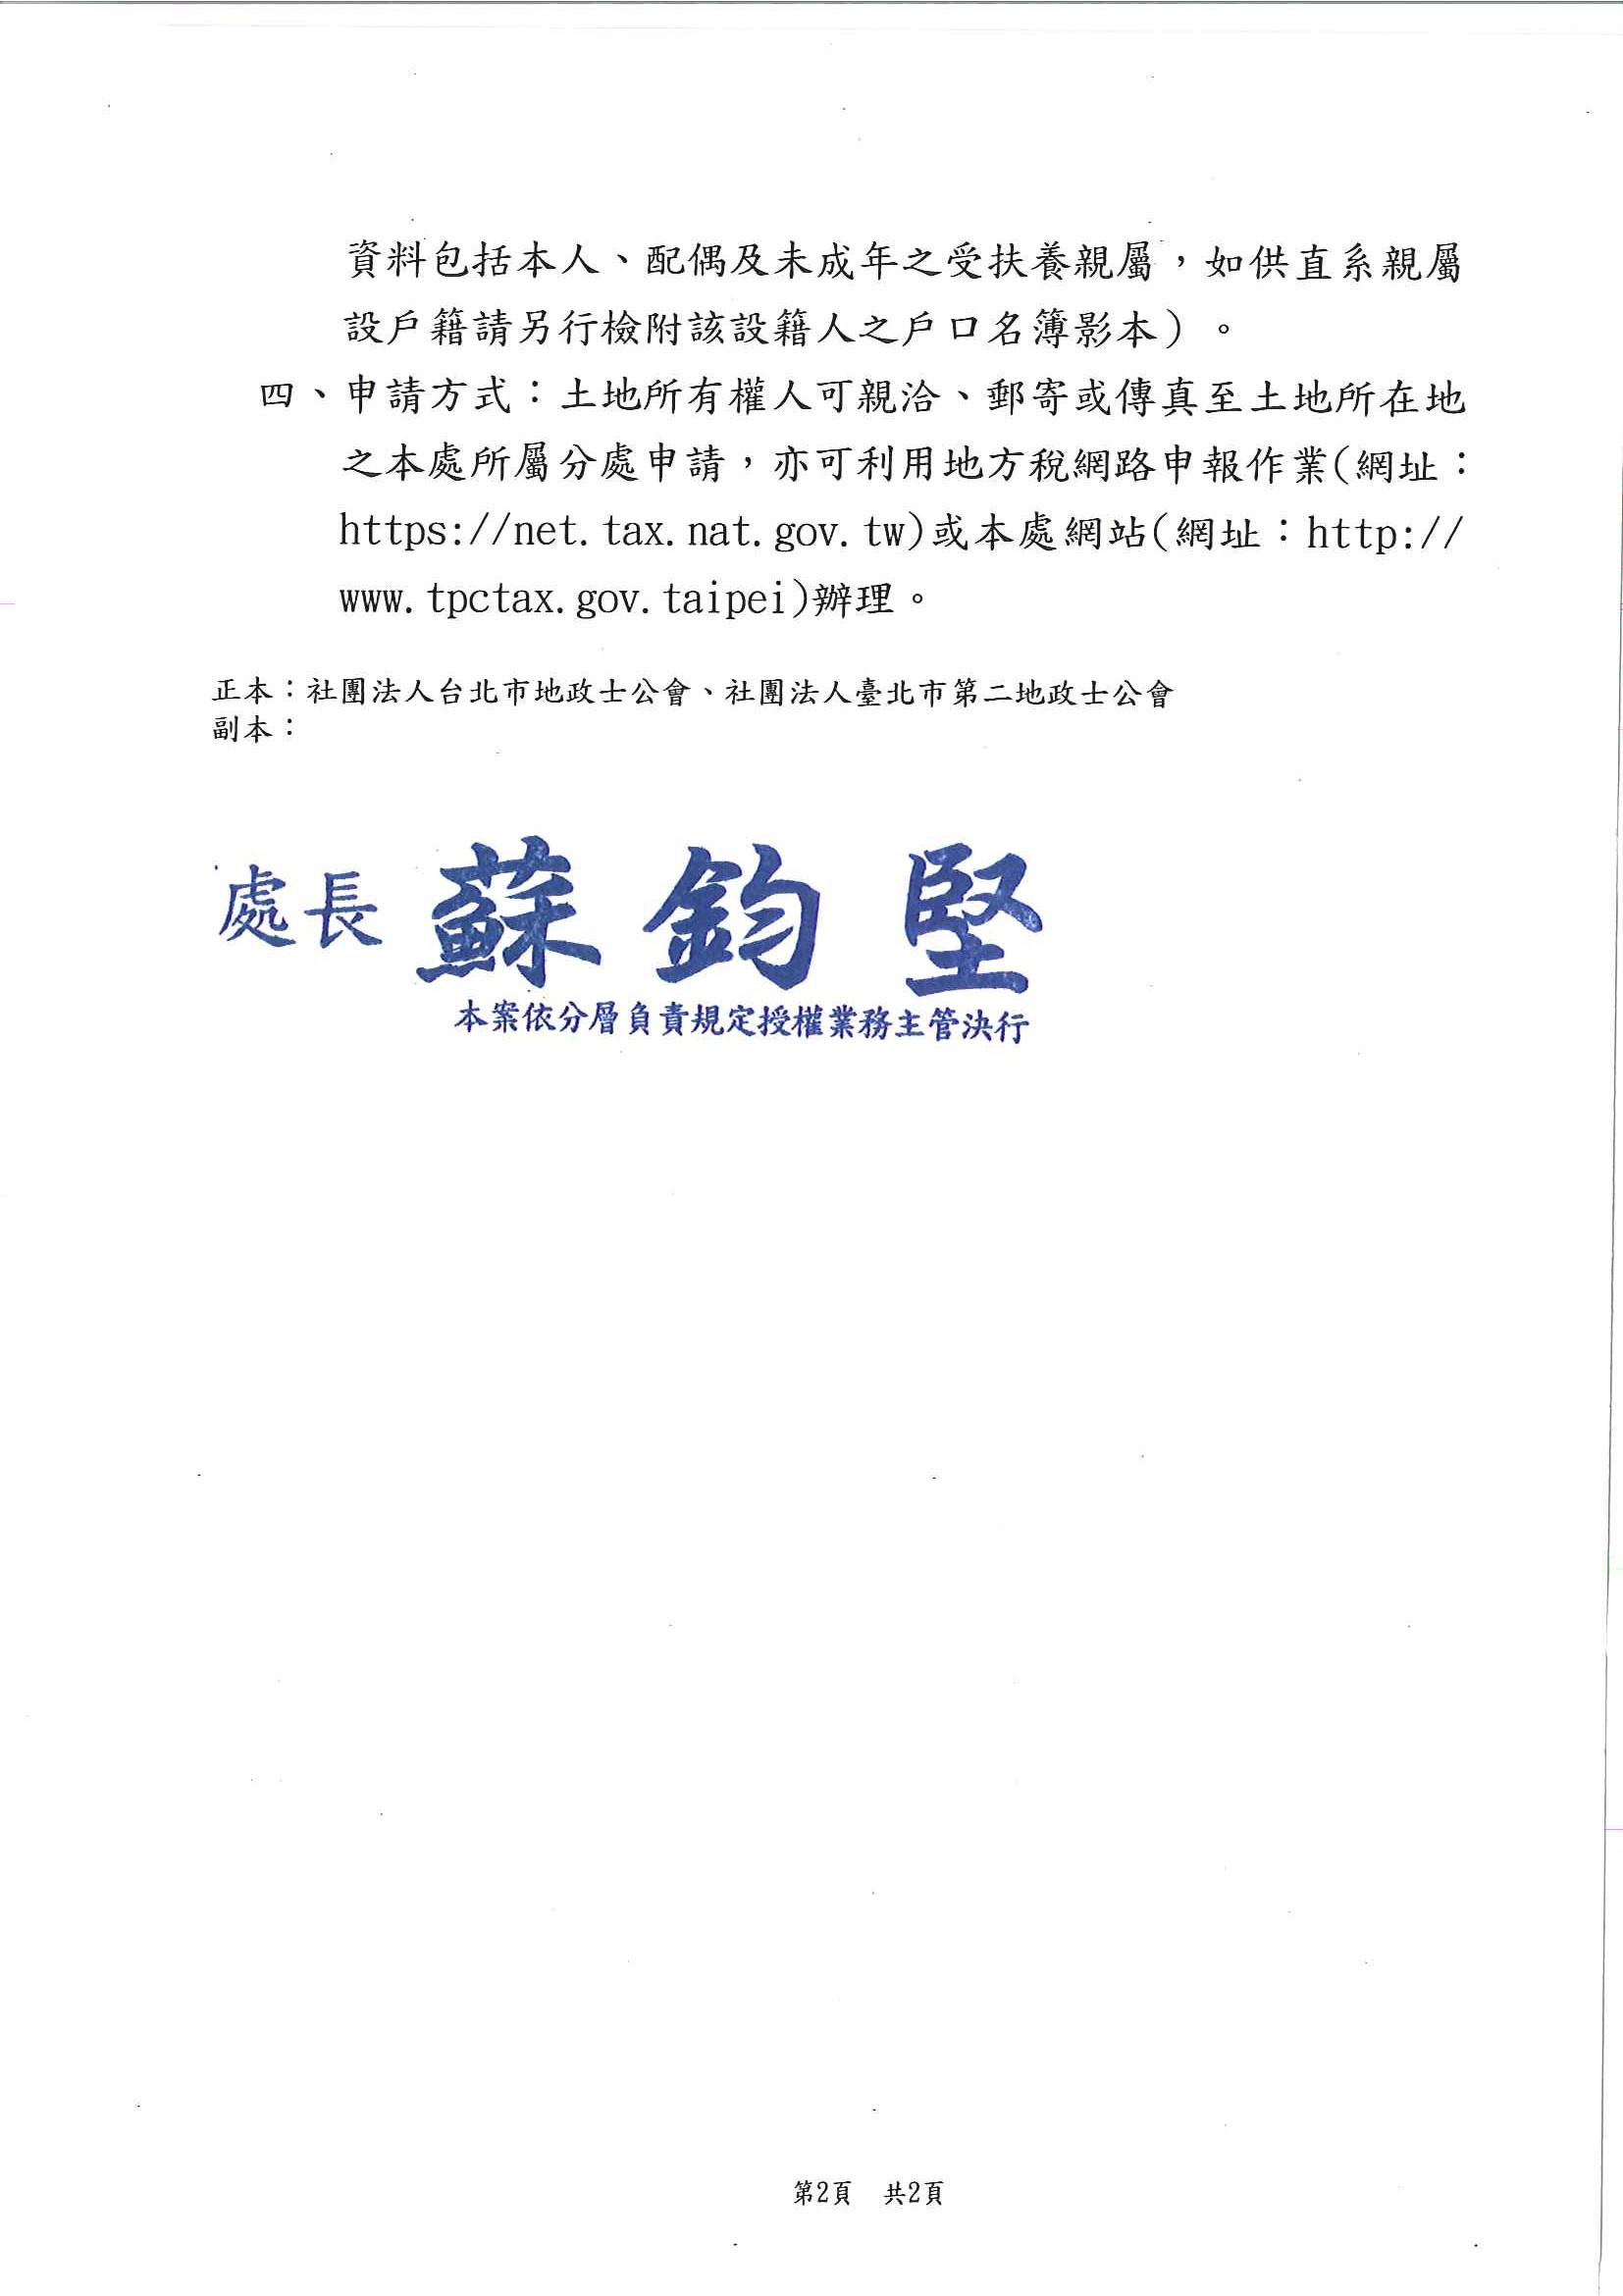 資料包括本人、配偶及未成年之受扶養親屬，如供直系親屬
設戶籍請另行檢附該設籍人之戶口名簿影本）。
四、申請方式：土地所有權人可親洽、郵寄或傳真至土地所在地
之本處所屬分處申請，亦可利用地方稅網路申報作業(網址：
https://net.tax.nat.gov.tw)或本處網站(網址：http://
www.tpctax.gov.taipei)辦理。
正本：社團法人台北市地政士公會、社團法人臺北市第二地政士公會
副本：
處長 蘇鈞堅
本案依分層負責規定授權業務主管決行
第2頁 共2頁